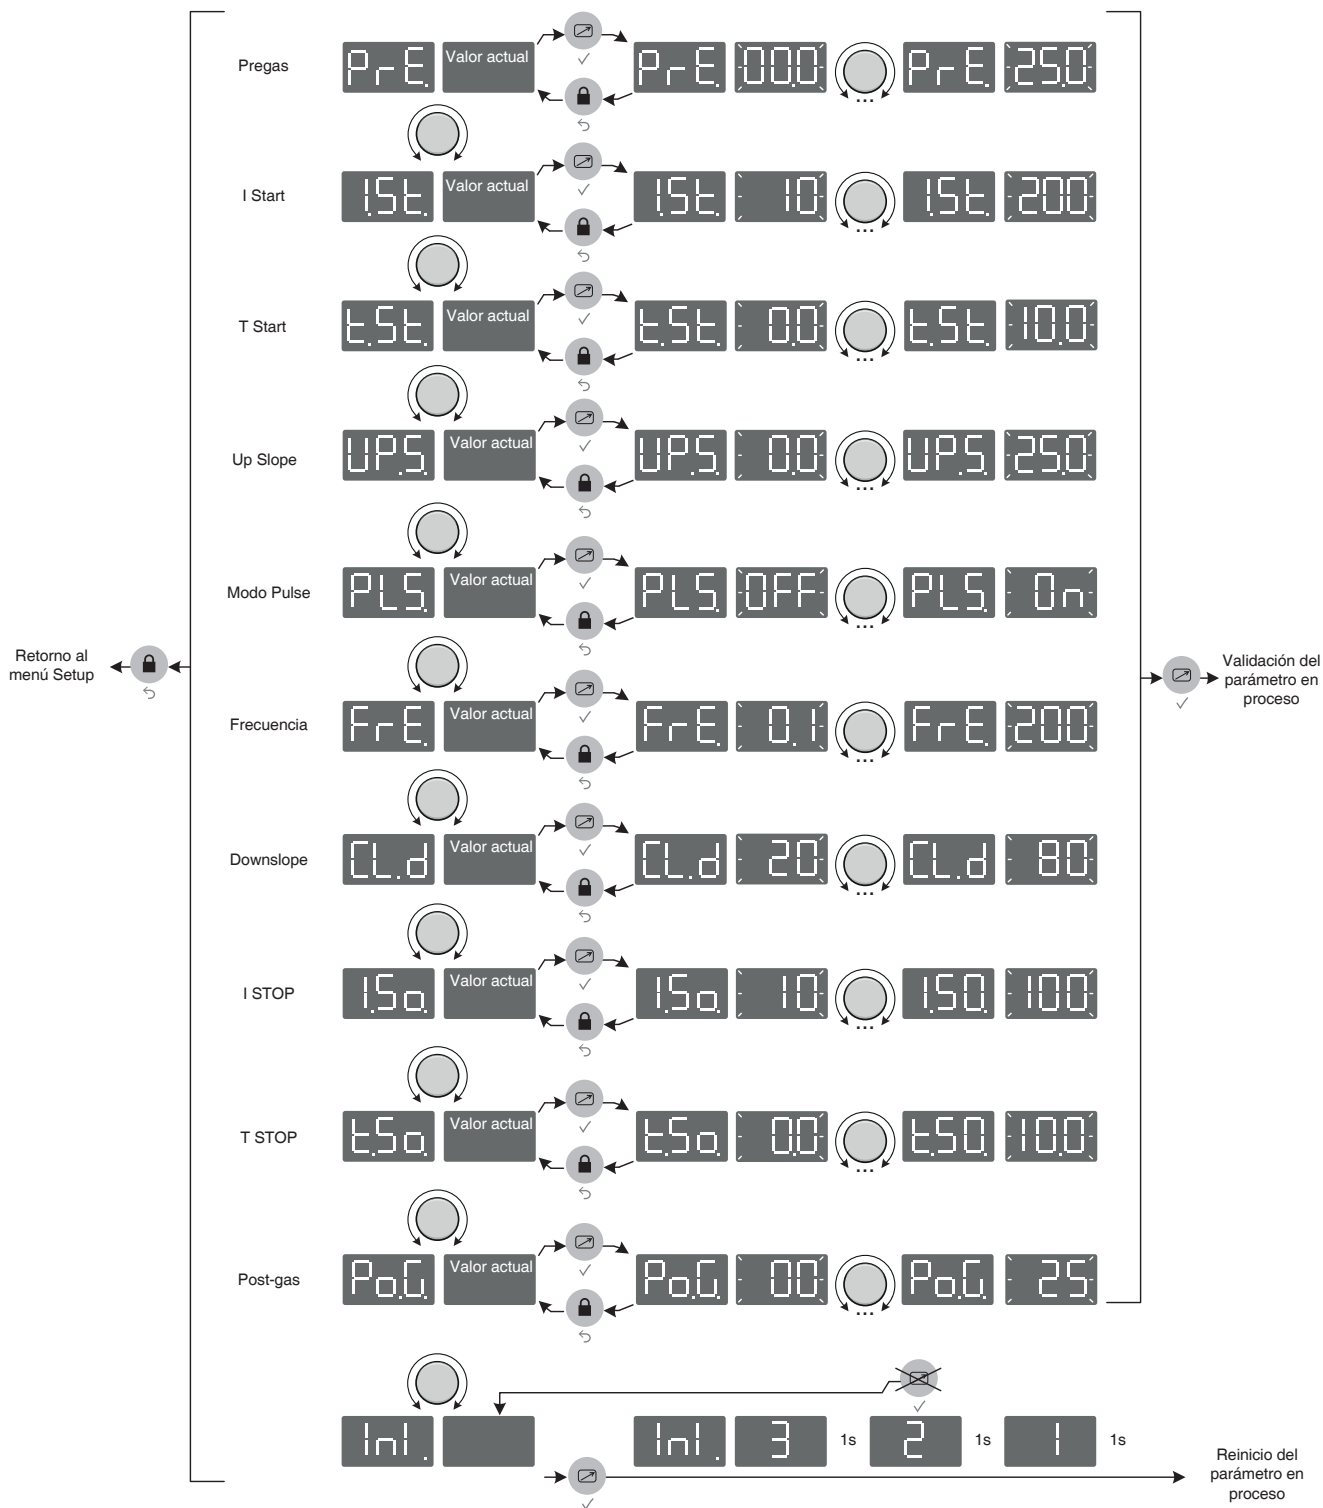 Pregas PrE. Valor actual PrE. 00.0 ... PrE. 25.0
I Start I.St. Valor actual I.St. 10 ... I.St. 200
T Start t.St. Valor actual t.St. 0.0 ... t.St. 10.0
Up Slope UP.S. Valor actual UP.S. 0.0 ... UP.S. 25.0
Modo Pulse PLS. Valor actual PLS. OFF ... PLS. On
Retorno al
menú Setup
Validación del
parámetro en
proceso
Frecuencia FrE. Valor actual FrE. 0.1 ... FrE. 200
Downslope CL.d Valor actual CL.d 20 ... CL.d 80
I STOP I.So. Valor actual I.So. 10 ... I.SO. 100
T STOP t.So. Valor actual t.So. 0.0 ... t.SO. 10.0
Post-gas Po.G. Valor actual Po.G. 00 ... Po.G. 25
InI. InI. 3 1s 2 1s 1 1s
Reinicio del
parámetro en
proceso